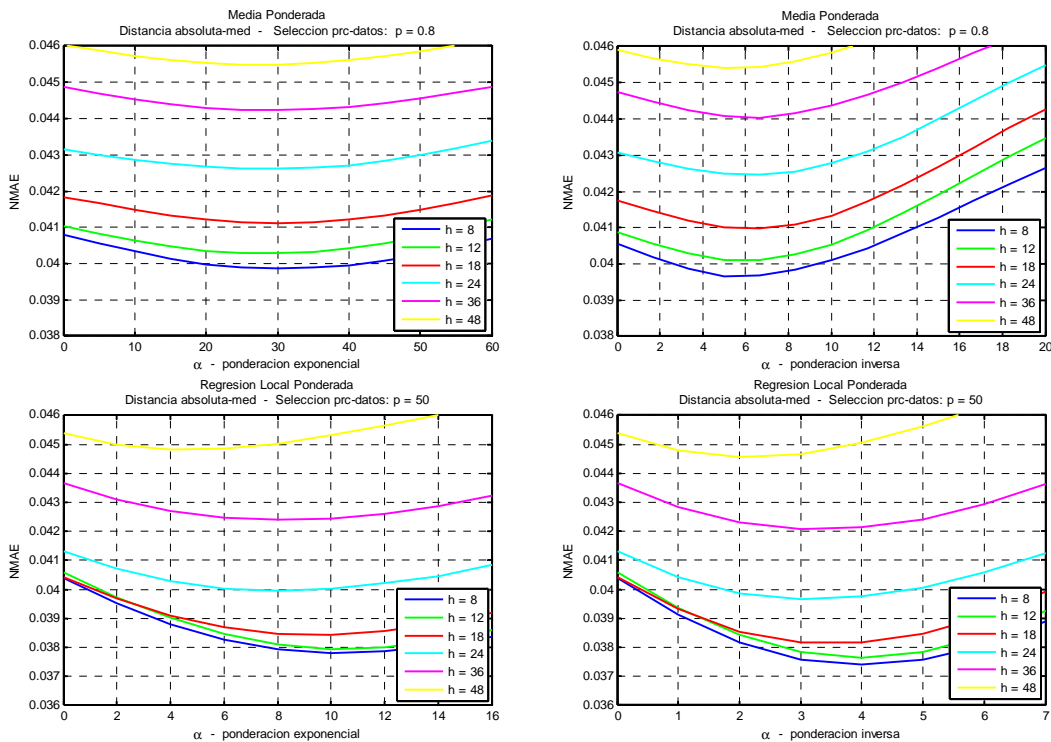 Media Ponderada
Distancia absoluta-med - Seleccion prc-datos: p = 0.8
0.046
0.045
0.044
0.043
0.042
0.041
0.04
0.039
0.038
NMAE
0 10 20 30 40 50 60
α - ponderacion exponencial
h = 8
h = 12
h = 18
h = 24
h = 36
h = 48
Media Ponderada
Distancia absoluta-med - Seleccion prc-datos: p = 0.8
0.046
0.045
0.044
0.043
0.042
0.041
0.04
0.039
0.038
NMAE
0 2 4 6 8 10 12 14 16 18 20
α - ponderacion inversa
h = 8
h = 12
h = 18
h = 24
h = 36
h = 48
Regresion Local Ponderada
Distancia absoluta-med - Seleccion prc-datos: p = 50
0.046
0.045
0.044
0.043
0.042
0.041
0.04
0.039
0.038
0.037
0.036
NMAE
0 2 4 6 8 10 12 14 16
α - ponderacion exponencial
h = 8
h = 12
h = 18
h = 24
h = 36
h = 48
Regresion Local Ponderada
Distancia absoluta-med - Seleccion prc-datos: p = 50
0.046
0.045
0.044
0.043
0.042
0.041
0.04
0.039
0.038
0.037
0.036
NMAE
0 1 2 3 4 5 6 7
α - ponderacion inversa
h = 8
h = 12
h = 18
h = 24
h = 36
h = 48